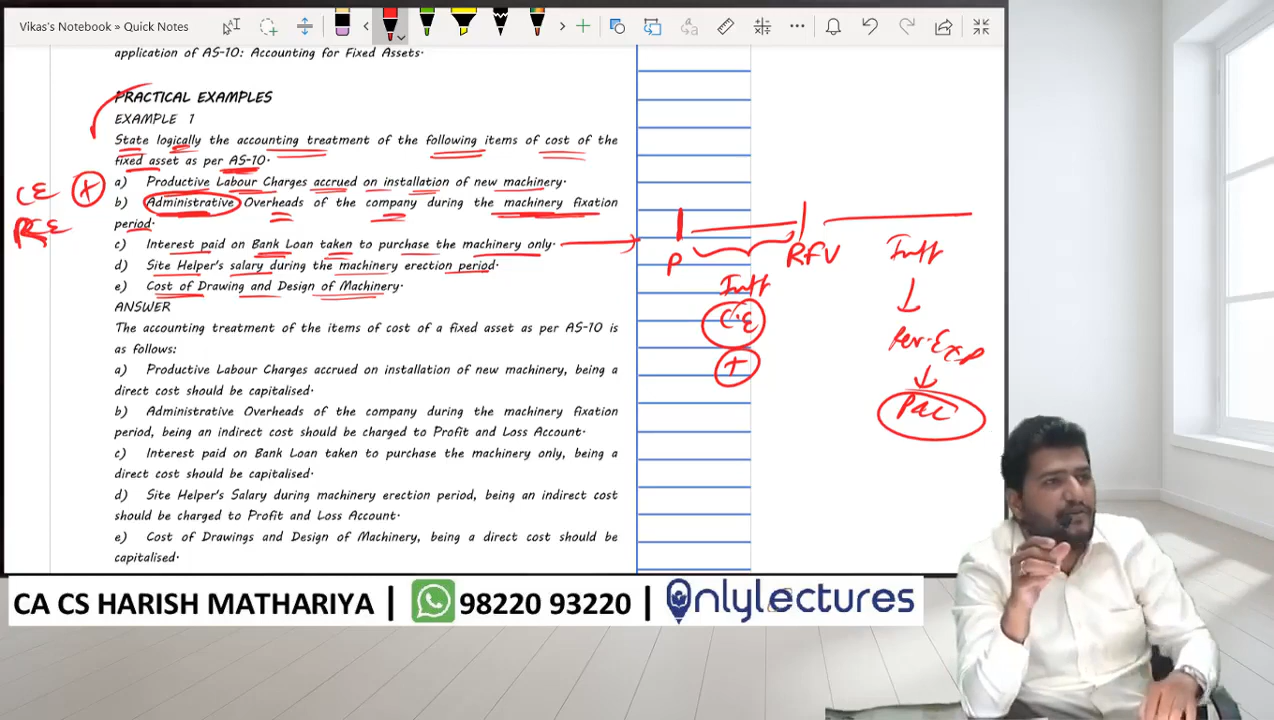 Vikas's Notebook » Quick Notes
application of AS-10: Accounting for Fixed Assets.
PRACTICAL EXAMPLES
EXAMPLE 1
State logically the accounting treatment of the following items of cost of the
fixed asset as per AS-10.
a) Productive Labour Charges accrued on installation of new machinery.
b) Administrative Overheads of the company during the machinery fixation
period.
c) Interest paid on Bank Loan taken to purchase the machinery only.
d) Site Helper's salary during the machinery erection period.
e) Cost of Drawing and Design of Machinery.
ANSWER
The accounting treatment of the items of cost of a fixed asset as per AS-10 is
as follows:
a) Productive Labour Charges accrued on installation of new machinery, being a
direct cost should be capitalised.
b) Administrative Overheads of the company during the machinery fixation
period, being an indirect cost should be charged to Profit and Loss Account.
c) Interest paid on Bank Loan taken to purchase the machinery only, being a
direct cost should be capitalised.
d) Site Helper's Salary during machinery erection period, being an indirect cost
should be charged to Profit and Loss Account.
e) Cost of Drawings and Design of Machinery, being a direct cost should be
capitalised.
CE +
P
RFU
C.E
+
CA CS HARISH MATHARIYA | 98220 93220 | Onlylectures